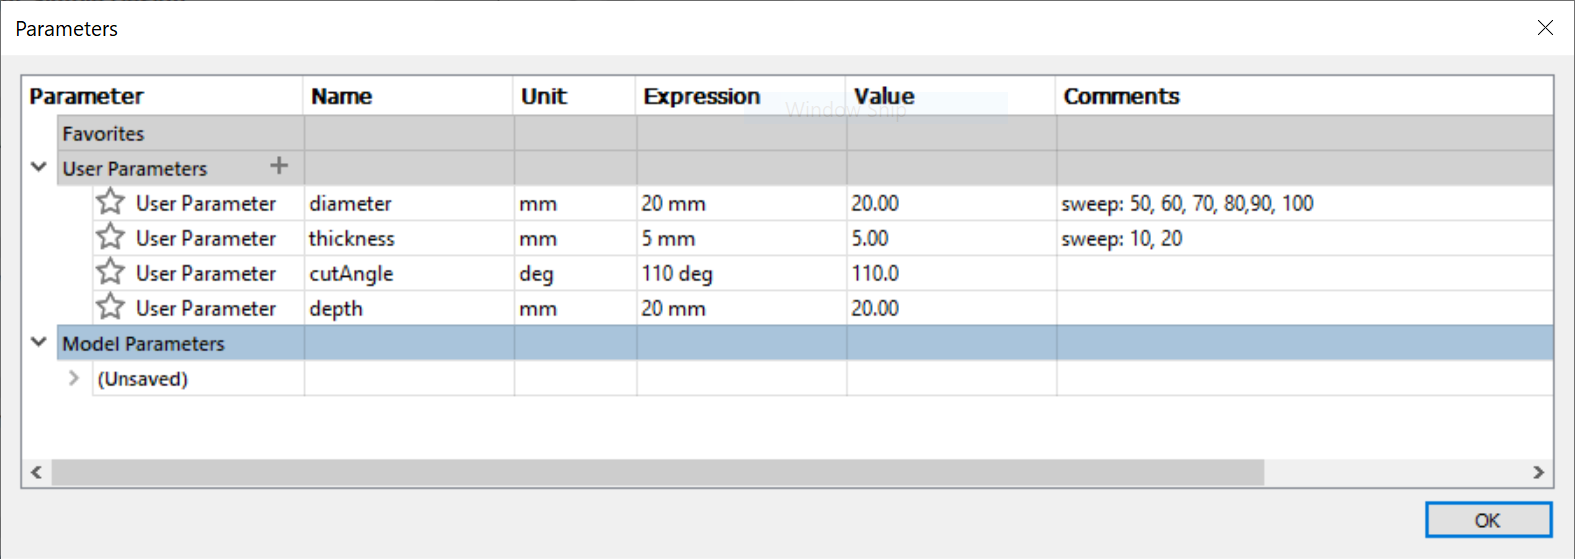 Parameters
Parameter Name Unit Expression Value Comments
Window Snip
Favorites
User Parameters +
User Parameter diameter mm 20 mm 20.00 sweep: 50, 60, 70, 80,90, 100
User Parameter thickness mm 5 mm 5.00 sweep: 10, 20
User Parameter cutAngle deg 110 deg 110.0
User Parameter depth mm 20 mm 20.00
Model Parameters
(Unsaved)
OK